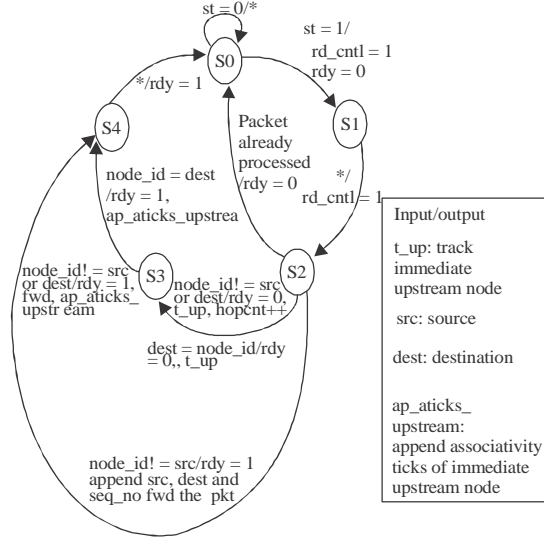 st = 0/*
S0
st = 1/
rd_cntl = 1
rdy = 0
*/rdy = 1
S4
S1
Packet
already
processed
/rdy = 0
*/
rd_cntl = 1
node_id = dest
/rdy = 1,
ap_aticks_upstrea
S3
S2
node_id! = src
or dest/rdy = 1,
fwd, ap_aticks_
upstr eam
node_id! = src
or dest/rdy = 0,
t_up, hopcnt++
dest = node_id/rdy
= 0,, t_up
node_id! = src/rdy = 1
append src, dest and
seq_no fwd the pkt
Input/output
t_up: track
immediate
upstream node
src: source
dest: destination
ap_aticks_
upstream:
append associativity
ticks of immediate
upstream node